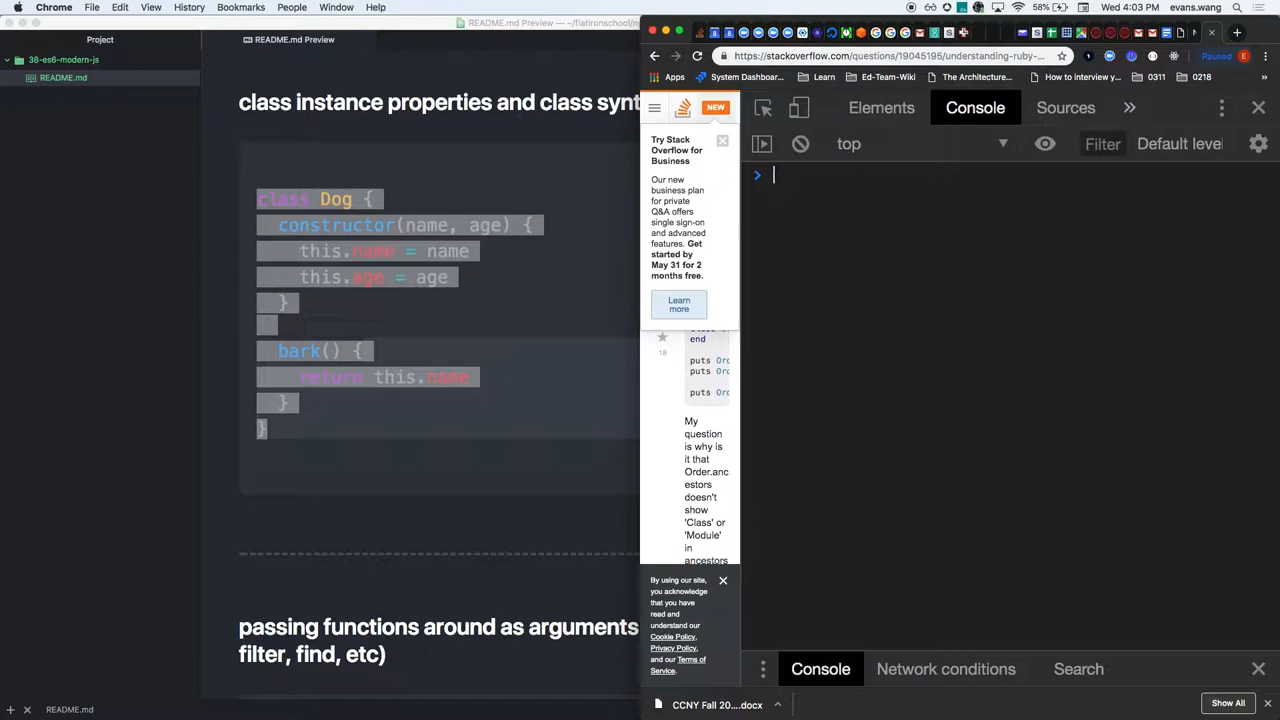 Chrome File Edit View History Bookmarks People Window Help
58% Wed 4:03 PM evans.wang
README.md Preview — ~/flatironschool/
Project
README.md Preview
38-es6-modern-js
README.md
class instance properties and class synt
class Dog {
constructor(name, age) {
this.name = name
this.age = age
}
bark() {
return this.name
}
}
passing functions around as arguments
filter, find, etc)
README.md
https://stackoverflow.com/questions/19045195/understanding-ruby-...
Paused
E
Apps System Dashboar... Learn Ed-Team-Wiki The Architecture... How to interview y... 0311 0218 »
NEW
Try Stack
Overflow for
Business
Our new
business plan
for private
Q&A offers
single sign-on
and advanced
features. Get
started by
May 31 for 2
months free.
Learn
more
18
end
puts Ord
puts Ord
puts Ord
My
question
is why is
it that
Order.anc
estors
doesn't
show
'Class' or
'Module'
in
ancestors
By using our site,
you acknowledge
that you have
read and
understand our
Cookie Policy,
Privacy Policy,
and our Terms of
Service.
Elements Console Sources »
top Filter Default level
>
Console Network conditions Search
CCNY Fall 20....docx
Show All